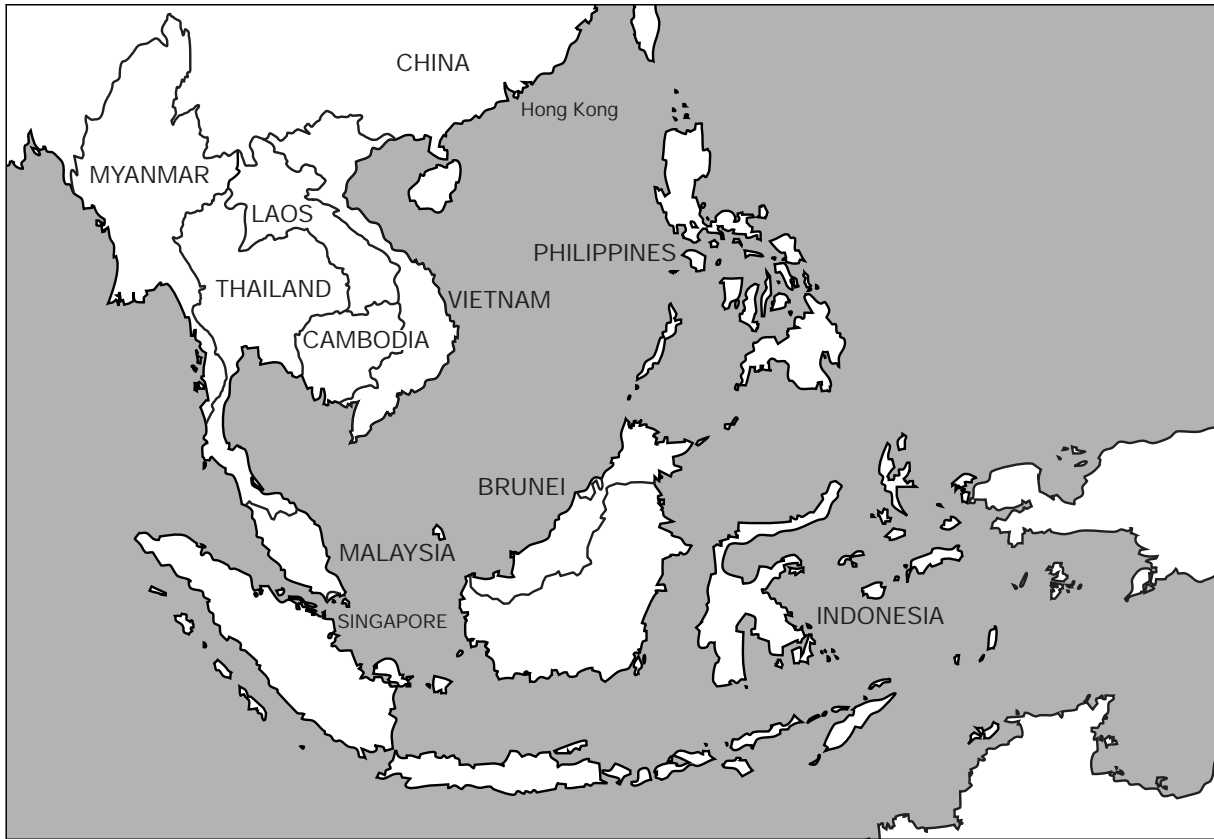 CHINA
Hong Kong
MYANMAR
LAOS
PHILIPPINES
THAILAND
VIETNAM
CAMBODIA
BRUNEI
MALAYSIA
SINGAPORE
INDONESIA